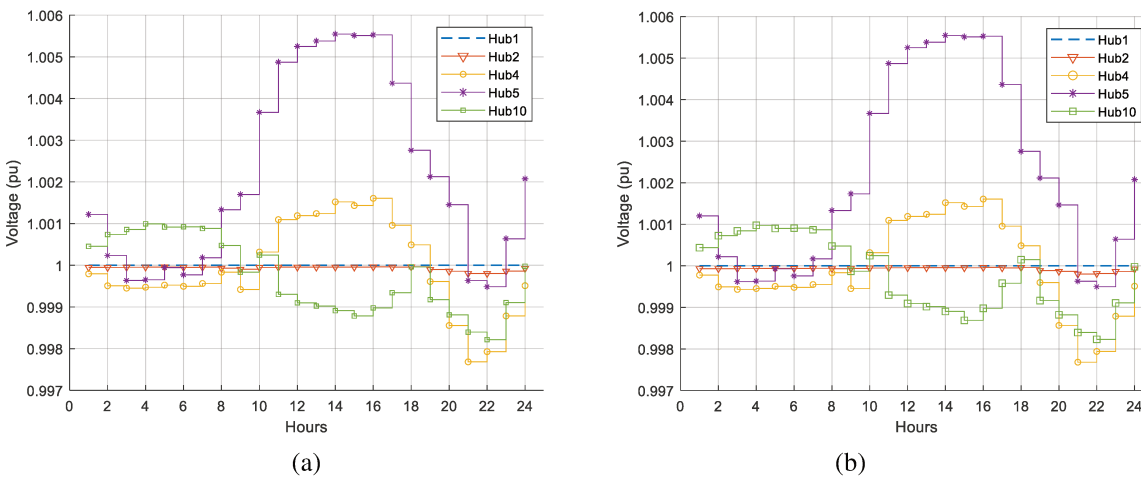 1.006
1.005
1.004
1.003
1.002
1.001
1
0.999
0.998
0.997
Voltage (pu)
Hub1
Hub2
Hub4
Hub5
Hub10
0 2 4 6 8 10 12 14 16 18 20 22 24
Hours
(a)
1.006
1.005
1.004
1.003
1.002
1.001
1
0.999
0.998
0.997
Voltage (pu)
Hub1
Hub2
Hub4
Hub5
Hub10
0 2 4 6 8 10 12 14 16 18 20 22 24
Hours
(b)